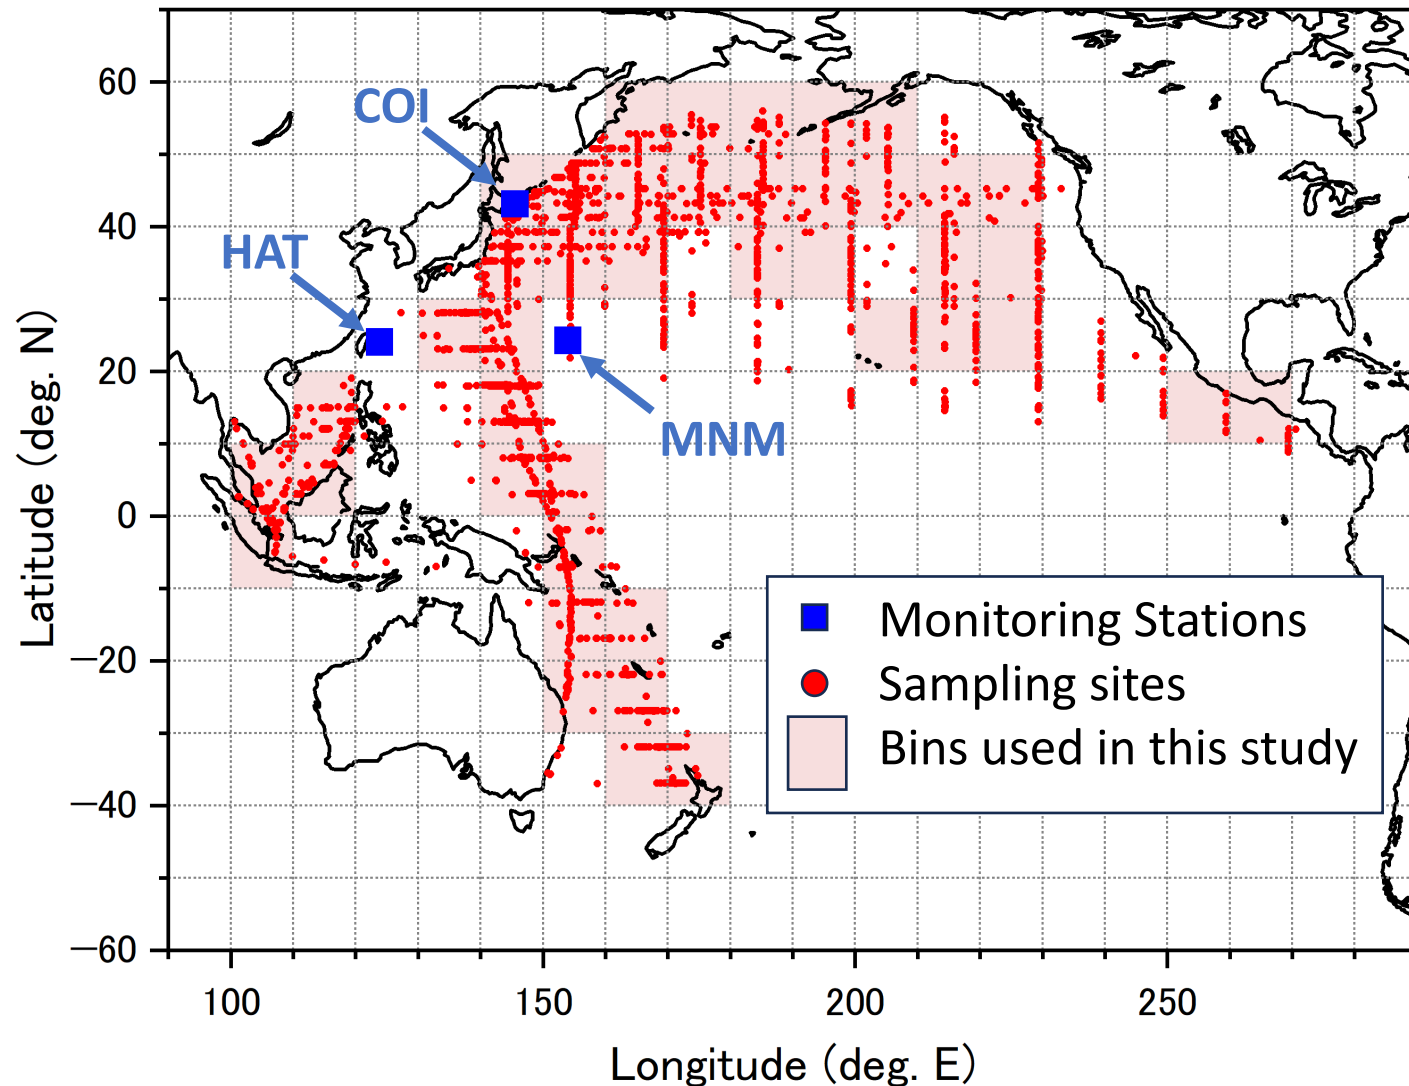 60
COI
40
HAT
20
MNM
0
−20
−40
−60
Latitude (deg. N)
Monitoring Stations
Sampling sites
Bins used in this study
100
150
200
250
Longitude (deg. E)